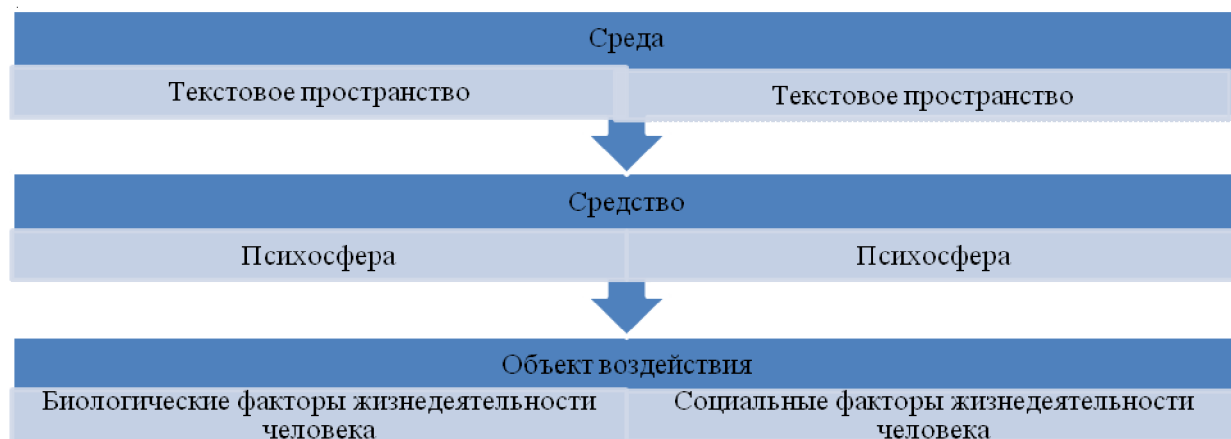 Среда
Текстовое пространство
Текстовое пространство
Средство
Психосфера
Психосфера
Объект воздействия
Биологические факторы жизнедеятельности
человека
Социальные факторы жизнедеятельности
человека